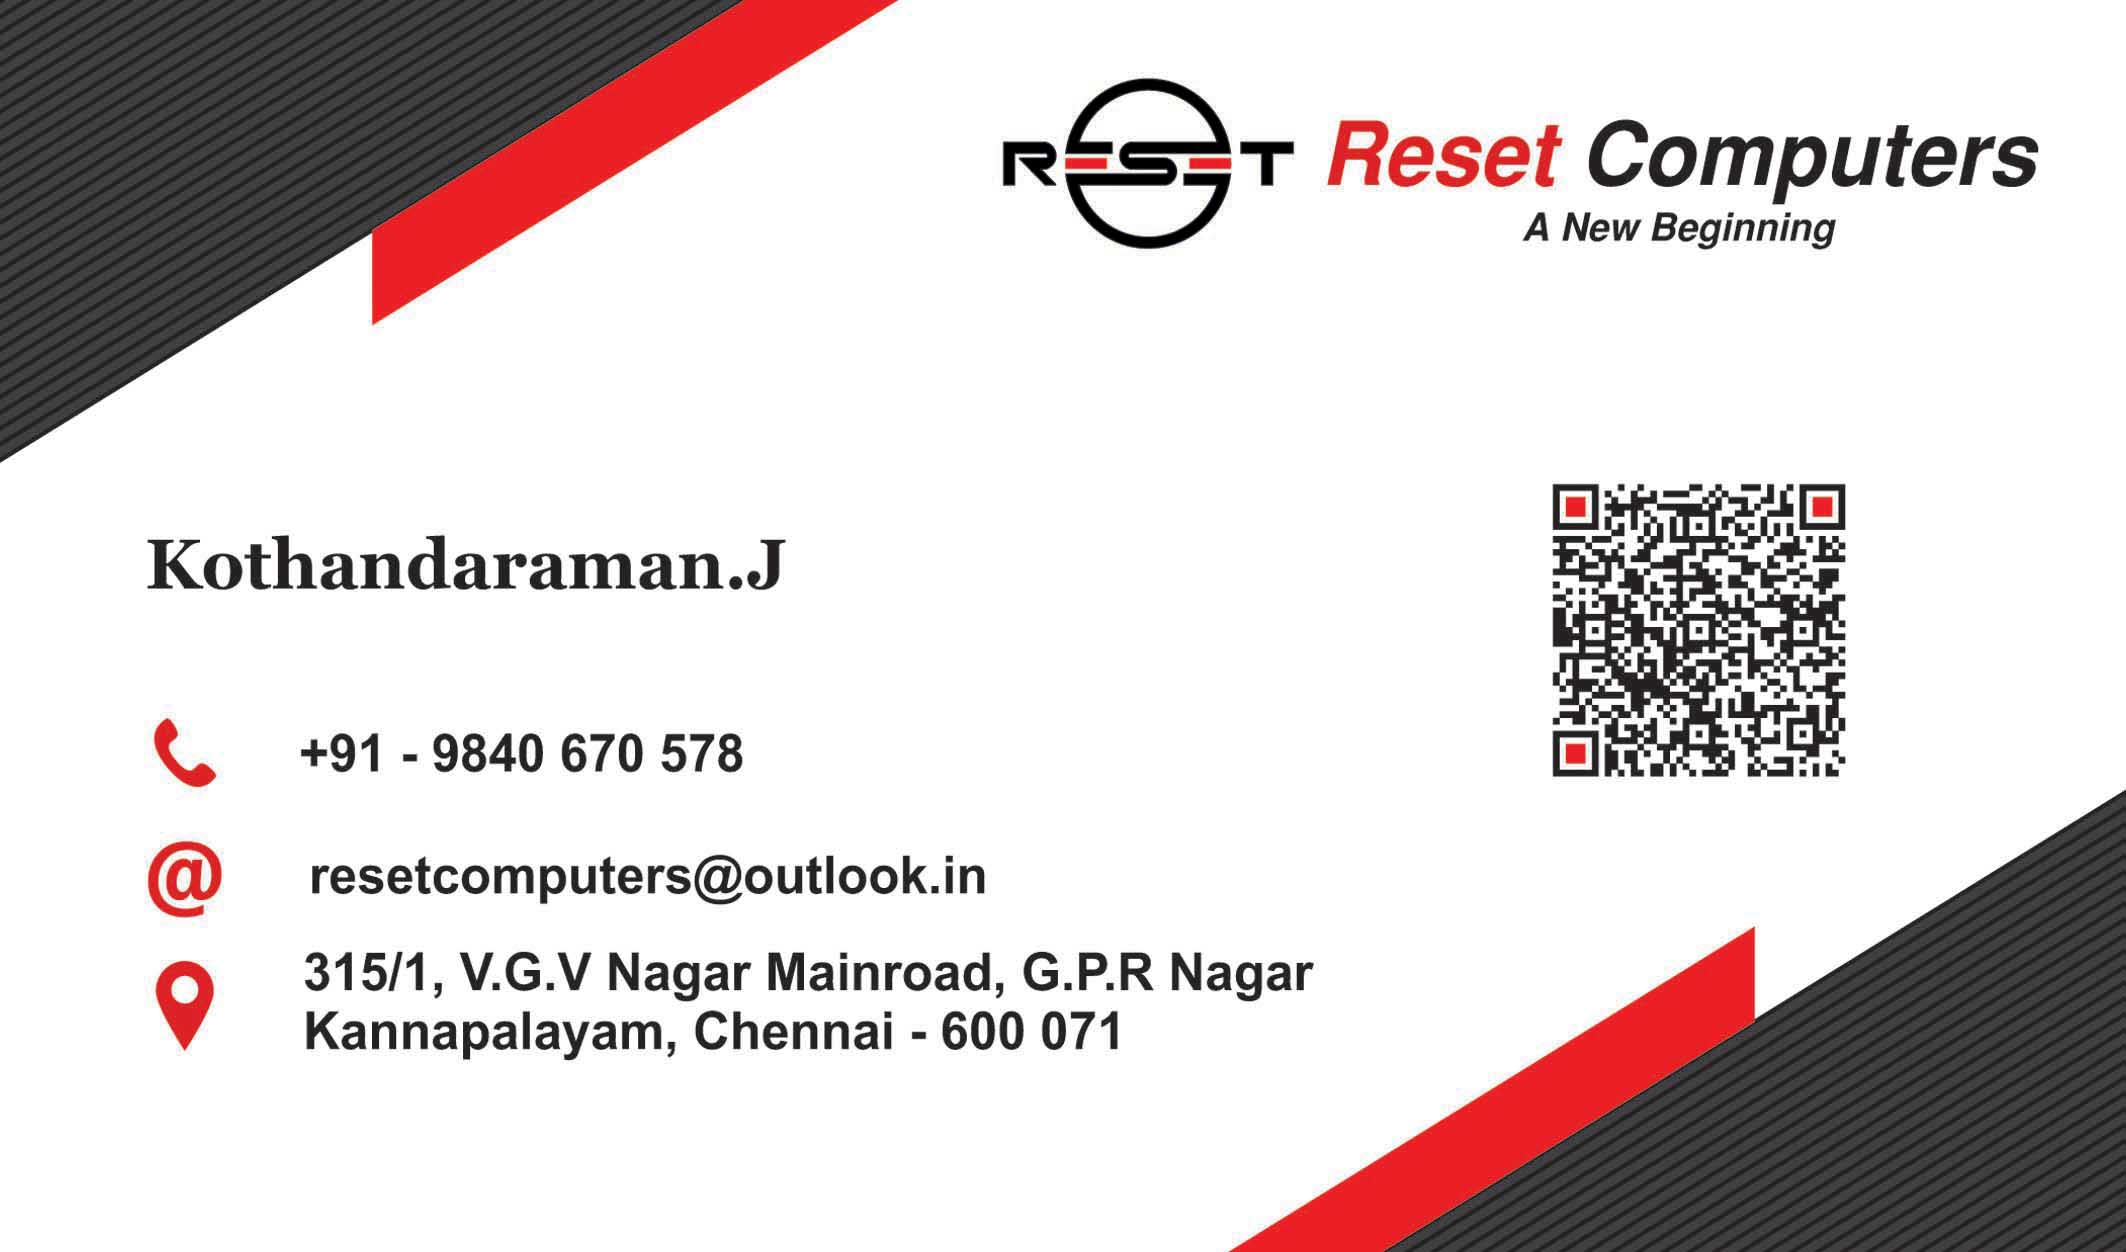 RESET Reset Computers
A New Beginning
Kothandaraman.J
+91 - 9840 670 578
@ resetcomputers@outlook.in
315/1, V.G.V Nagar Mainroad, G.P.R Nagar
Kannapalayam, Chennai - 600 071